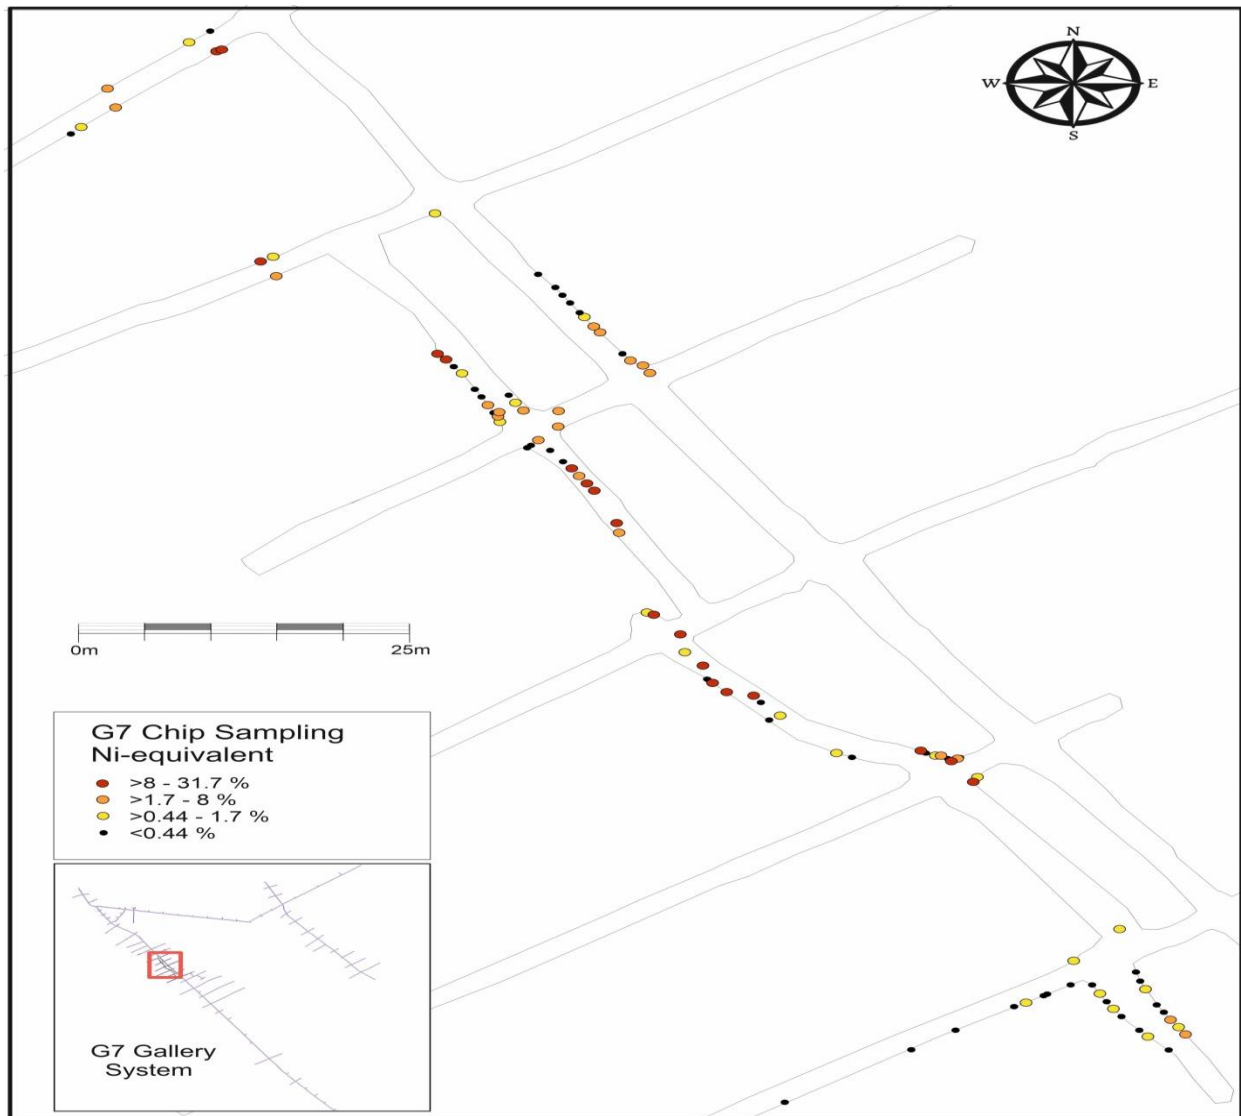 N
W E
S
0m 25m
G7 Chip Sampling
Ni-equivalent
>8 - 31.7 %
>1.7 - 8 %
>0.44 - 1.7 %
<0.44 %
G7 Gallery
System